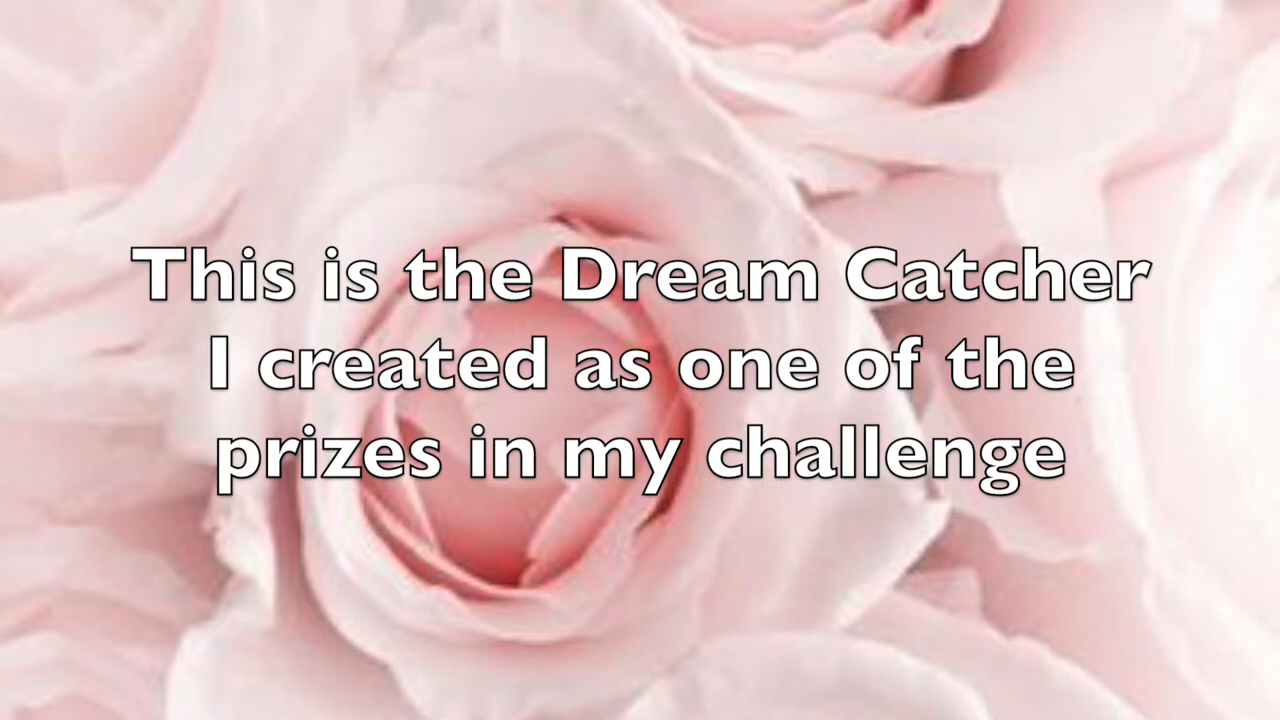 This is the Dream Catcher
I created as one of the
prizes in my challenge